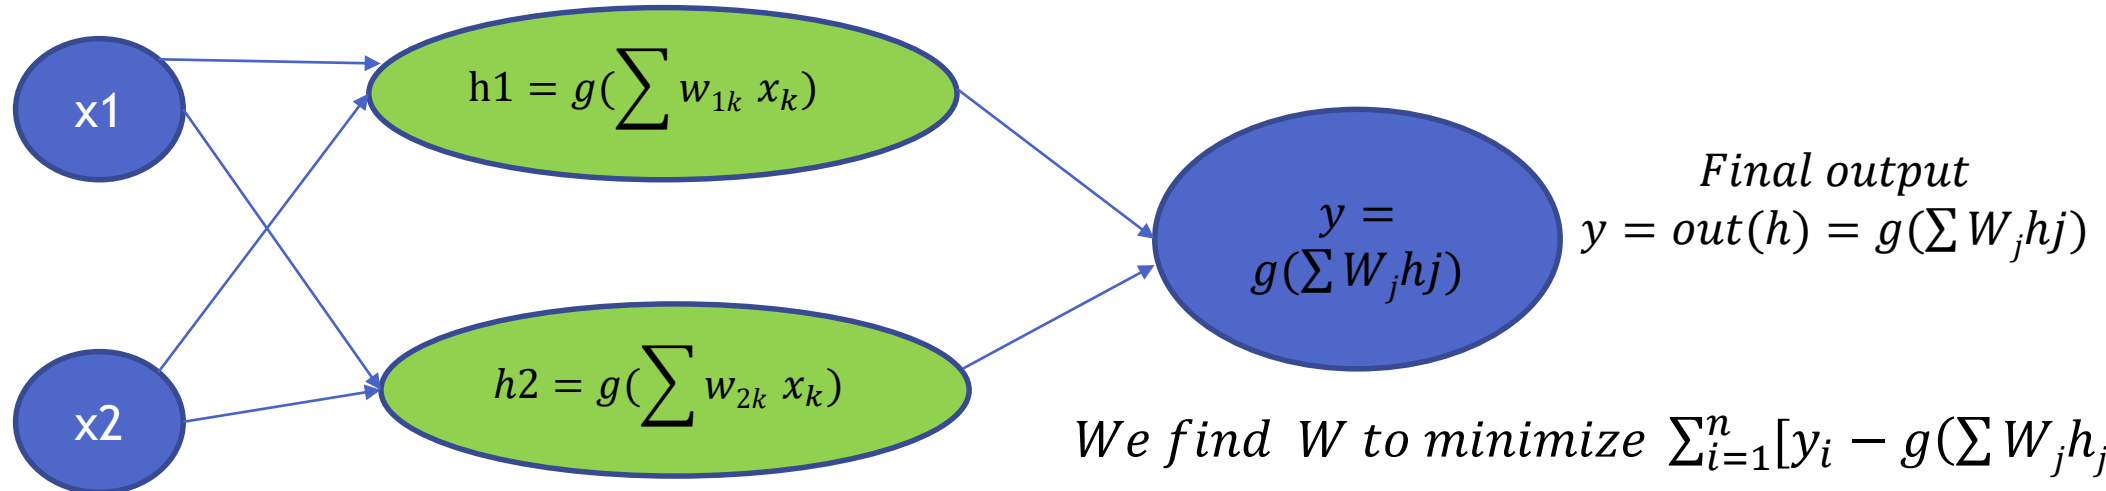 x1
h1 = g(∑ w₁ₖ xₖ)
x2
h2 = g(∑ w₂ₖ xₖ)
y =
g(∑ Wⱼhj)
Final output
y = out(h) = g(∑ Wⱼhj)
We find W to minimize ∑ⁿᵢ₌₁[yᵢ − g(∑ Wⱼhⱼ